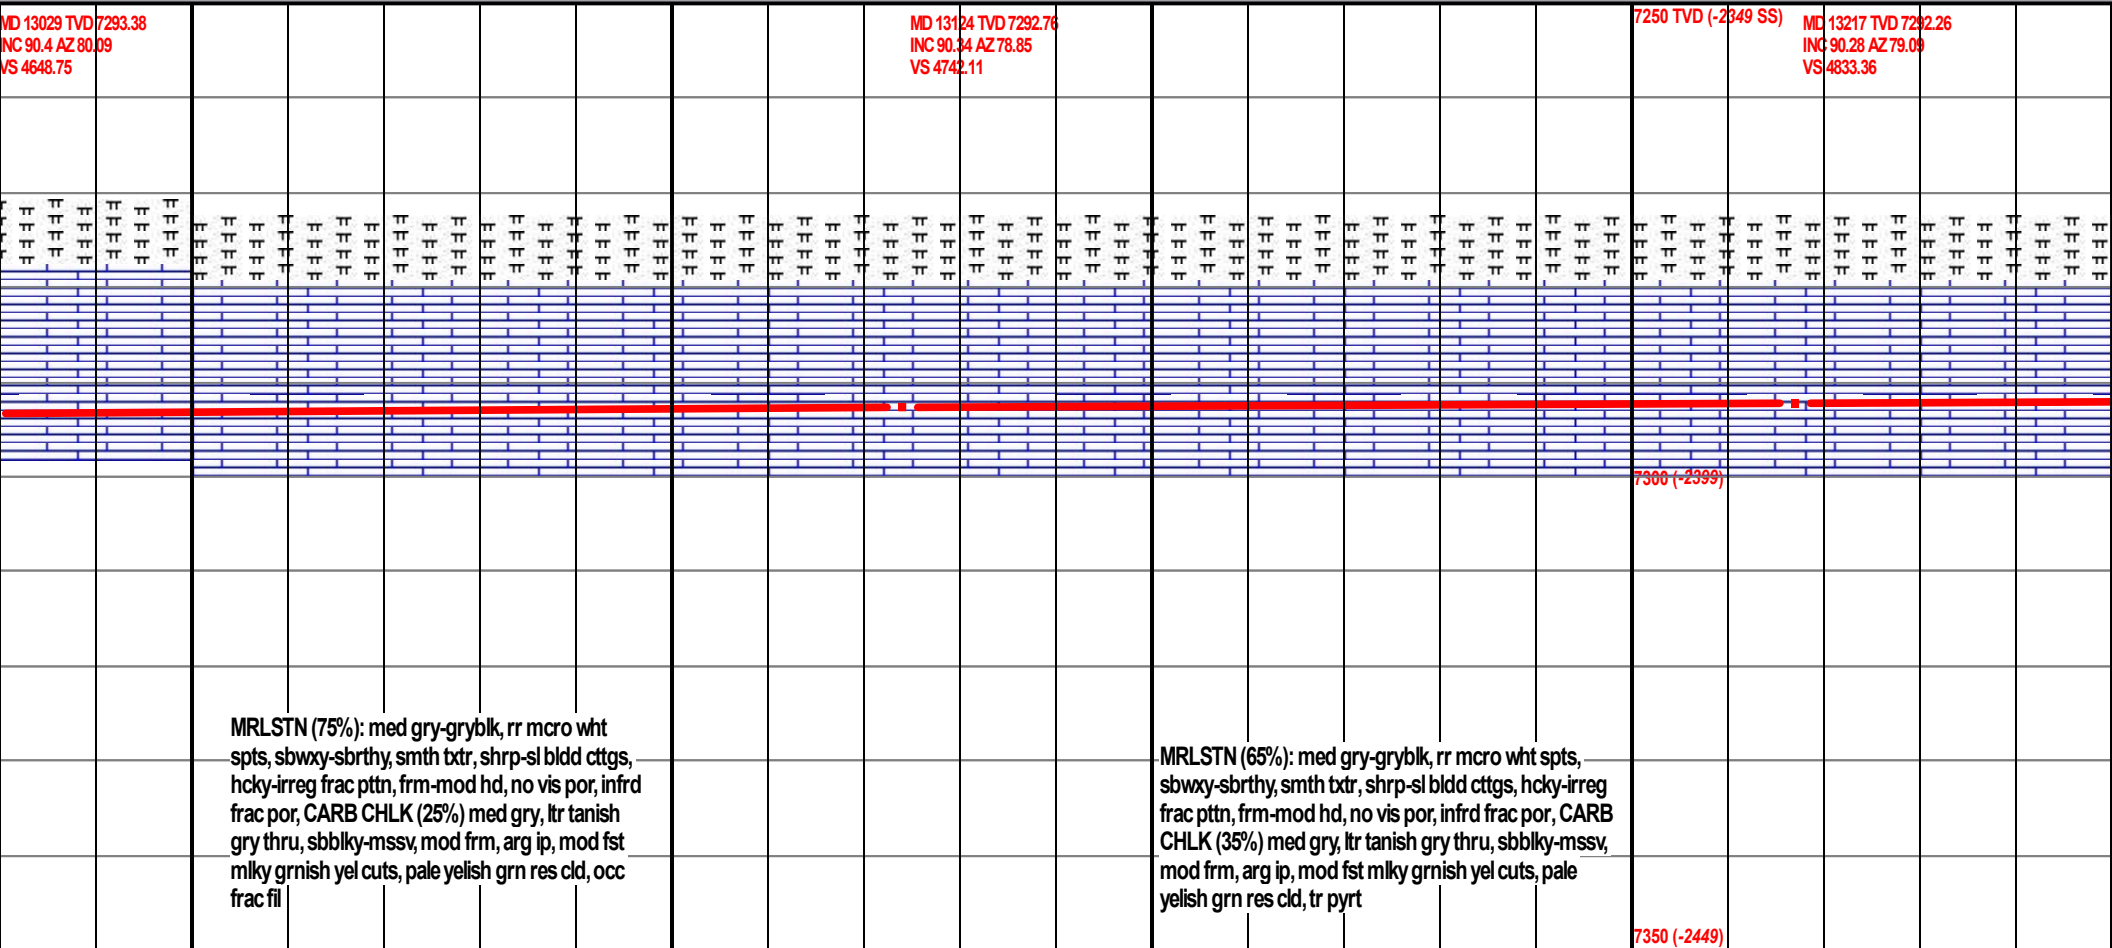 MD 13029 TVD 7293.38
INC 90.4 AZ 80.09
VS 4648.75
MD 13124 TVD 7292.76
INC 90.34 AZ 78.85
VS 4742.11
7250 TVD (-2349 SS)
MD 13217 TVD 7292.26
INC 90.28 AZ 79.09
VS 4833.36
7300 (-2399)
MRLSTN (75%): med gry-gryblk, rr mcro wht
spts, sbwxy-sbrthy, smth txtr, shrp-sl bldd cttgs,
hcky-irreg frac pttn, frm-mod hd, no vis por, infrd
frac por, CARB CHLK (25%) med gry, ltr tanish
gry thru, sbblky-mssv, mod frm, arg ip, mod fst
mlky grnish yel cuts, pale yelish grn res cld, occ
frac fil
MRLSTN (65%): med gry-gryblk, rr mcro wht spts,
sbwxy-sbrthy, smth txtr, shrp-sl bldd cttgs, hcky-irreg
frac pttn, frm-mod hd, no vis por, infrd frac por, CARB
CHLK (35%) med gry, ltr tanish gry thru, sbblky-mssv,
mod frm, arg ip, mod fst mlky grnish yel cuts, pale
yelish grn res cld, tr pyrt
7350 (-2449)